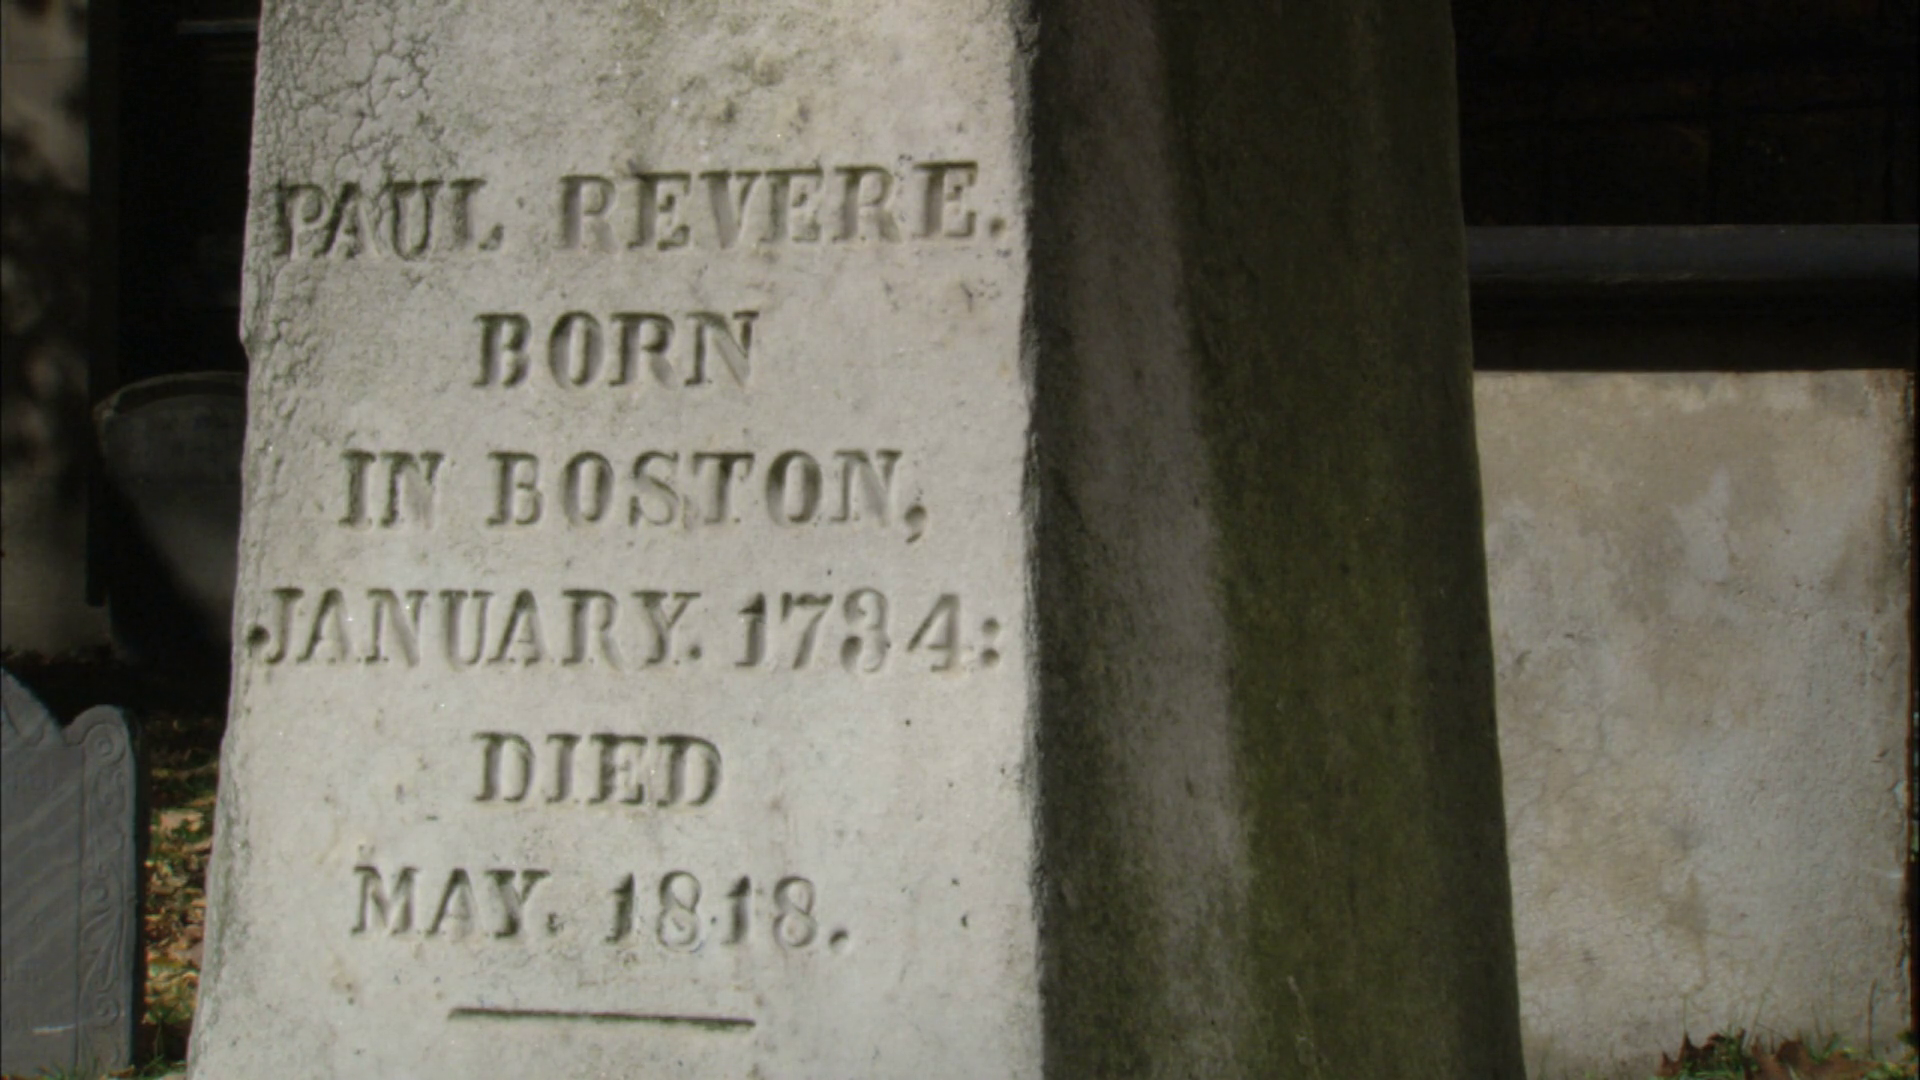 PAUL REVERE.
BORN
IN BOSTON,
JANUARY. 1734:
DIED
MAY. 1818.